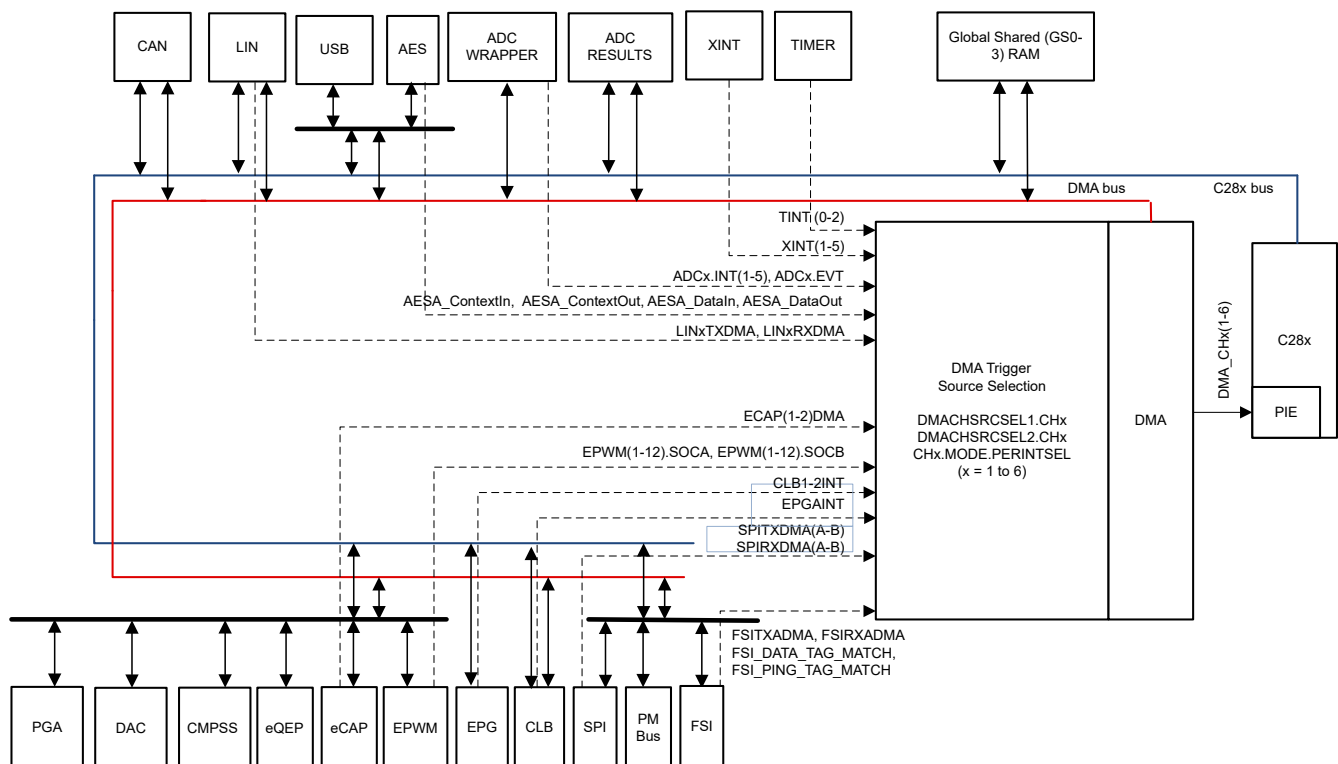 CAN
LIN
USB
AES
ADC
WRAPPER
ADC
RESULTS
XINT
TIMER
Global Shared (GS0-
3) RAM
DMA bus
C28x bus
TINT (0-2)
XINT(1-5)
ADCx.INT(1-5), ADCx.EVT
AESA_ContextIn, AESA_ContextOut, AESA_DataIn, AESA_DataOut
LINxTXDMA, LINxRXDMA
DMA Trigger
Source Selection
DMACHSRCSEL1.CHx
DMACHSRCSEL2.CHx
CHx.MODE.PERINTSEL
(x = 1 to 6)
DMA
DMA_CHx(1-6)
C28x
PIE
ECAP(1-2)DMA
EPWM(1-12).SOCA, EPWM(1-12).SOCB
CLB1-2INT
EPGAINT
SPITXDMA(A-B)
SPIRXDMA(A-B)
FSITXADMA, FSIRXADMA
FSI_DATA_TAG_MATCH,
FSI_PING_TAG_MATCH
PGA
DAC
CMPSS
eQEP
eCAP
EPWM
EPG
CLB
SPI
PM
Bus
FSI